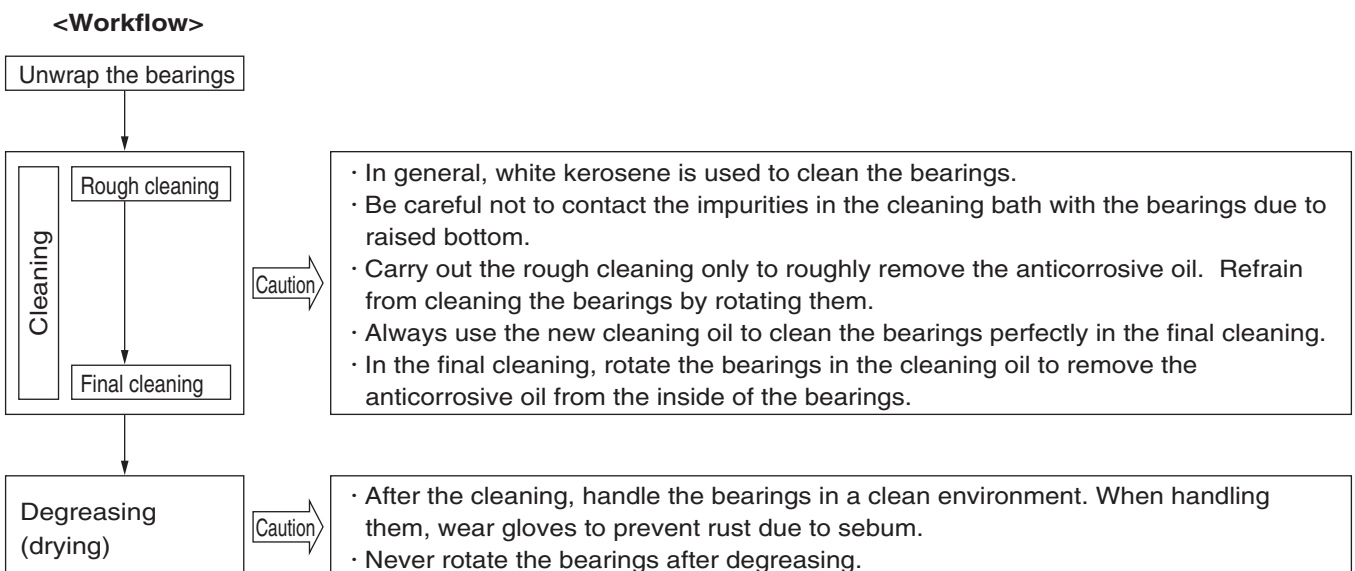 <Workflow>
Unwrap the bearings
Cleaning
Rough cleaning
Final cleaning
Caution
· In general, white kerosene is used to clean the bearings.
· Be careful not to contact the impurities in the cleaning bath with the bearings due to
raised bottom.
· Carry out the rough cleaning only to roughly remove the anticorrosive oil.  Refrain
from cleaning the bearings by rotating them.
· Always use the new cleaning oil to clean the bearings perfectly in the final cleaning.
· In the final cleaning, rotate the bearings in the cleaning oil to remove the
anticorrosive oil from the inside of the bearings.
Degreasing
(drying)
Caution
· After the cleaning, handle the bearings in a clean environment. When handling
them, wear gloves to prevent rust due to sebum.
· Never rotate the bearings after degreasing.